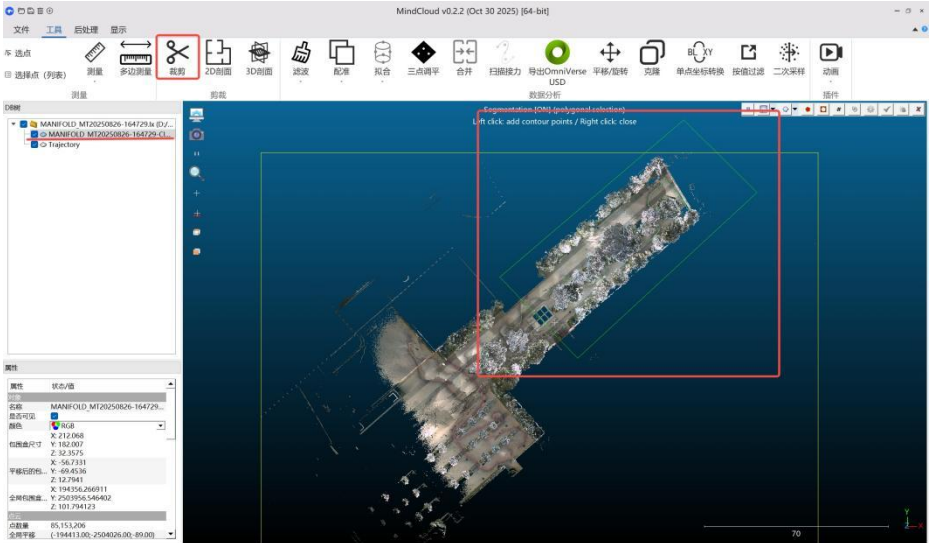 MindCloud v0.2.2 (Oct 30 2025) [64-bit]
文件 工具 后处理 显示
选点
选择点（列表）
测量 多边测量 裁剪 2D剖面 3D剖面 滤波 配准 拟合 三点调平 合并 扫描接力 导出OmniVerse USD 平移/旋转 克隆 单点坐标转换 按值过滤 二次采样 动画
测量 剪裁 数据分析 插件
DB树
MANIFOLD_MT20250826-164729.lx (D:/...
MANIFOLD_MT20250826-164729-Cl...
Trajectory
Segmentation [ON] (polygonal selection)
Left click: add contour points / Right click: close
属性
属性 状态/值
对象
名称 MANIFOLD_MT20250826-164729...
是否可见
颜色 RGB
包围盒尺寸 X: 212.068
Y: 182.007
Z: 32.3575
平移后的包... X: -56.7331
Y: -69.4536
Z: 12.7941
全局包围盒... X: 194356.266911
Y: 2503956.546402
Z: 101.794123
点云
点数量 85,153,206
全局平移 (-194413.00;-2504026.00;-89.00)
70
Y
Z
X